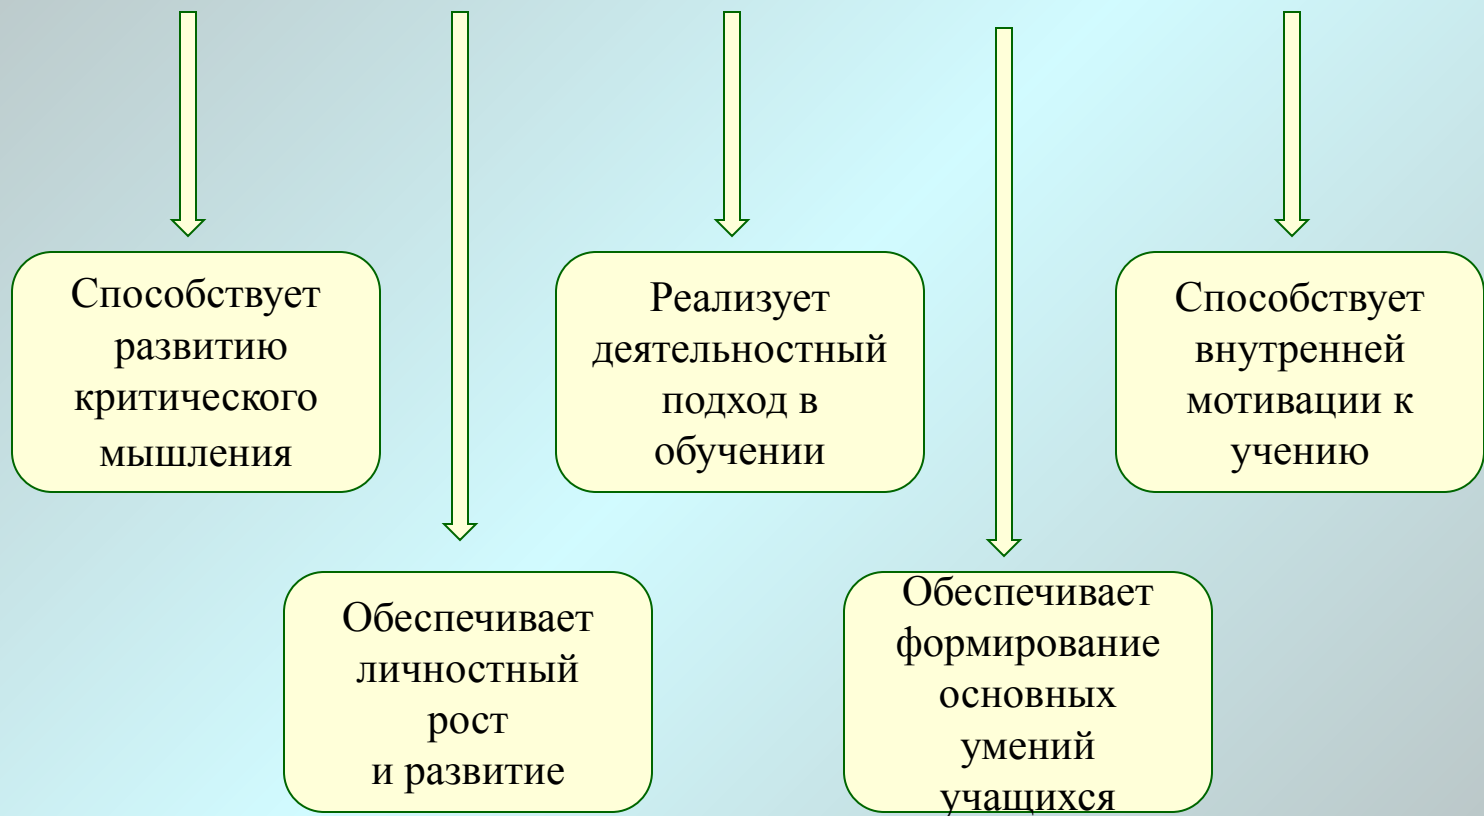 Способствует
развитию
критического
мышления
Реализует
деятельностный
подход в
обучении
Способствует
внутренней
мотивации к
учению
Обеспечивает
личностный
рост
и развитие
Обеспечивает
формирование
основных
умений
учащихся